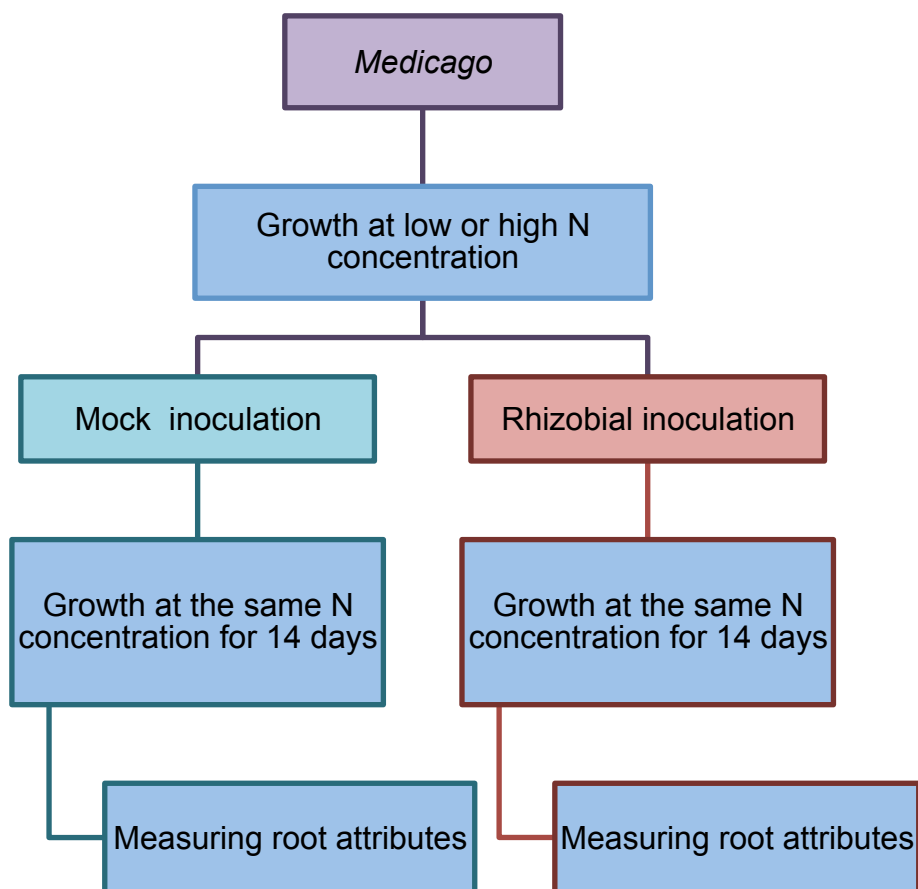 Medicago
Growth at low or high N
concentration
Mock inoculation
Rhizobial inoculation
Growth at the same N
concentration for 14 days
Growth at the same N
concentration for 14 days
Measuring root attributes
Measuring root attributes